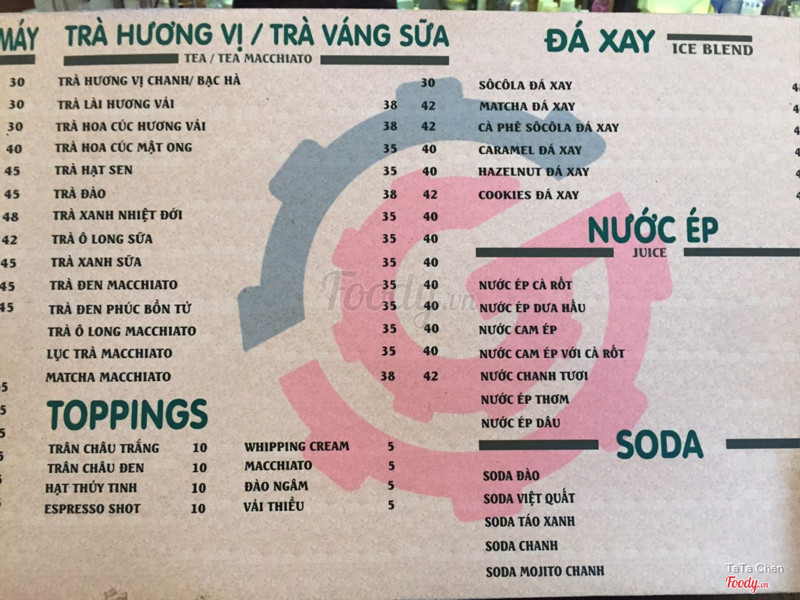 MÁY
30
30
30
40
45
45
48
42
45
45
45
TRÀ HƯƠNG VỊ / TRÀ VÁNG SỮA
TEA / TEA MACCHIATO
TRÀ HƯƠNG VỊ CHANH/ BẠC HÀ 30
TRÀ LÀI HƯƠNG VẢI 38 42
TRÀ HOA CÚC HƯƠNG VẢI 38 42
TRÀ HOA CÚC MẬT ONG 35 40
TRÀ HẠT SEN 35 40
TRÀ ĐÀO 38 42
TRÀ XANH NHIỆT ĐỚI 35 40
TRÀ Ô LONG SỮA 35 40
TRÀ XANH SỮA 35 40
TRÀ ĐEN MACCHIATO 35 40
TRÀ ĐEN PHÚC BỒN TỬ 35 40
TRÀ Ô LONG MACCHIATO 35 40
LỤC TRÀ MACCHIATO 35 40
MATCHA MACCHIATO 38 42
TOPPINGS
TRÂN CHÂU TRẮNG 10
TRÂN CHÂU ĐEN 10
HẠT THỦY TINH 10
ESPRESSO SHOT 10
WHIPPING CREAM 5
MACCHIATO 5
ĐÀO NGÂM 5
VẢI THIỀU 5
ĐÁ XAY
ICE BLEND
SÔCÔLA ĐÁ XAY
MATCHA ĐÁ XAY
CÀ PHÊ SÔCÔLA ĐÁ XAY
CARAMEL ĐÁ XAY
HAZELNUT ĐÁ XAY
COOKIES ĐÁ XAY
NƯỚC ÉP
JUICE
NƯỚC ÉP CÀ RỐT
NƯỚC ÉP DƯA HẤU
NƯỚC CAM ÉP
NƯỚC CAM ÉP VỚI CÀ RỐT
NƯỚC CHANH TƯƠI
NƯỚC ÉP THƠM
NƯỚC ÉP DÂU
SODA
SODA ĐÀO
SODA VIỆT QUẤT
SODA TÁO XANH
SODA CHANH
SODA MOJITO CHANH
Foody.vn
TaTa Chen
Foody.vn